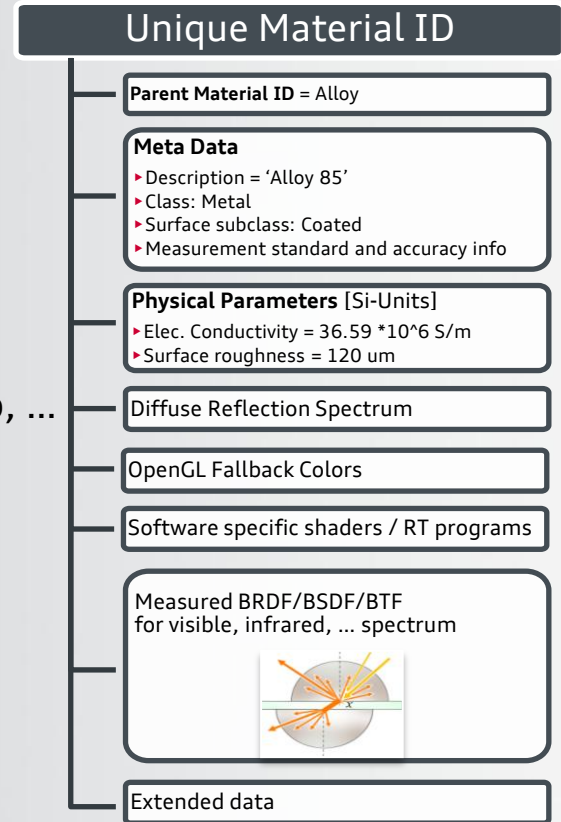 Unique Material ID
Parent Material ID = Alloy
Meta Data
▸Description = ‘Alloy 85’
▸Class: Metal
▸Surface subclass: Coated
▸Measurement standard and accuracy info
Physical Parameters [Si-Units]
▸Elec. Conductivity = 36.59 *10^6 S/m
▸Surface roughness = 120 um
, ...
Diffuse Reflection Spectrum
OpenGL Fallback Colors
Software specific shaders / RT programs
Measured BRDF/BSDF/BTF
for visible, infrared, ... spectrum
x
Extended data